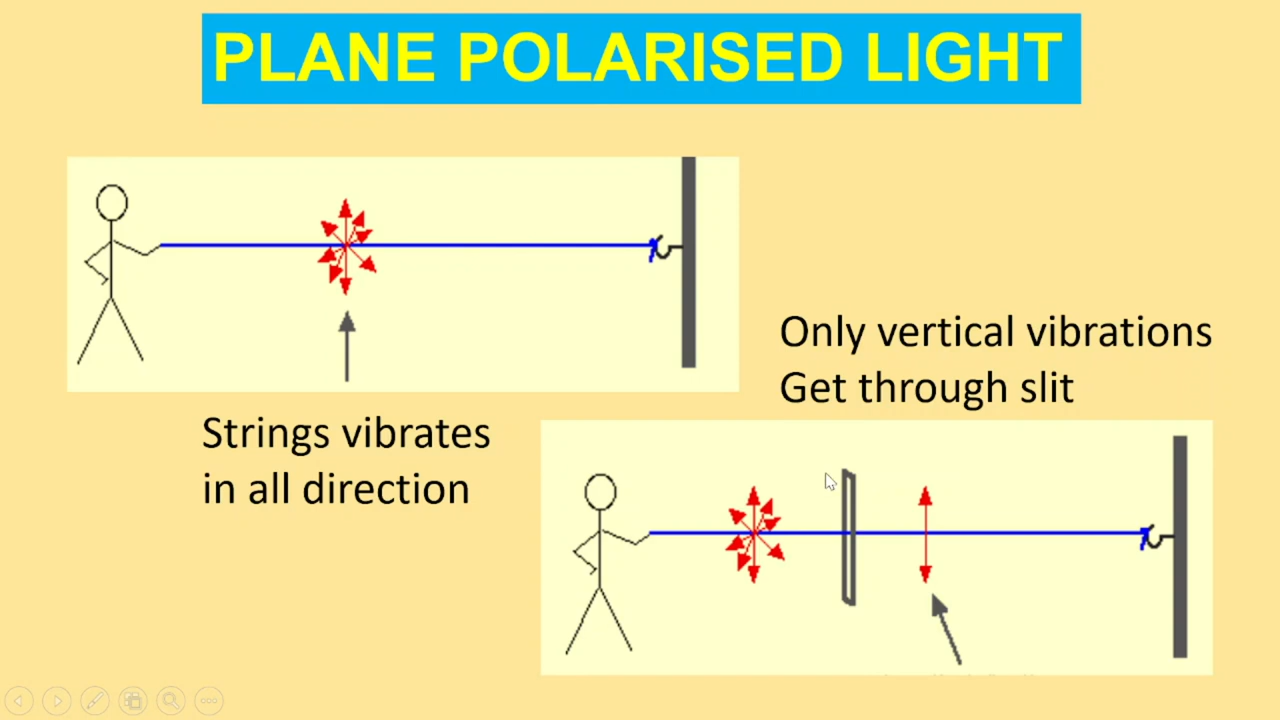 PLANE POLARISED LIGHT
Only vertical vibrations
Get through slit
Strings vibrates
in all direction